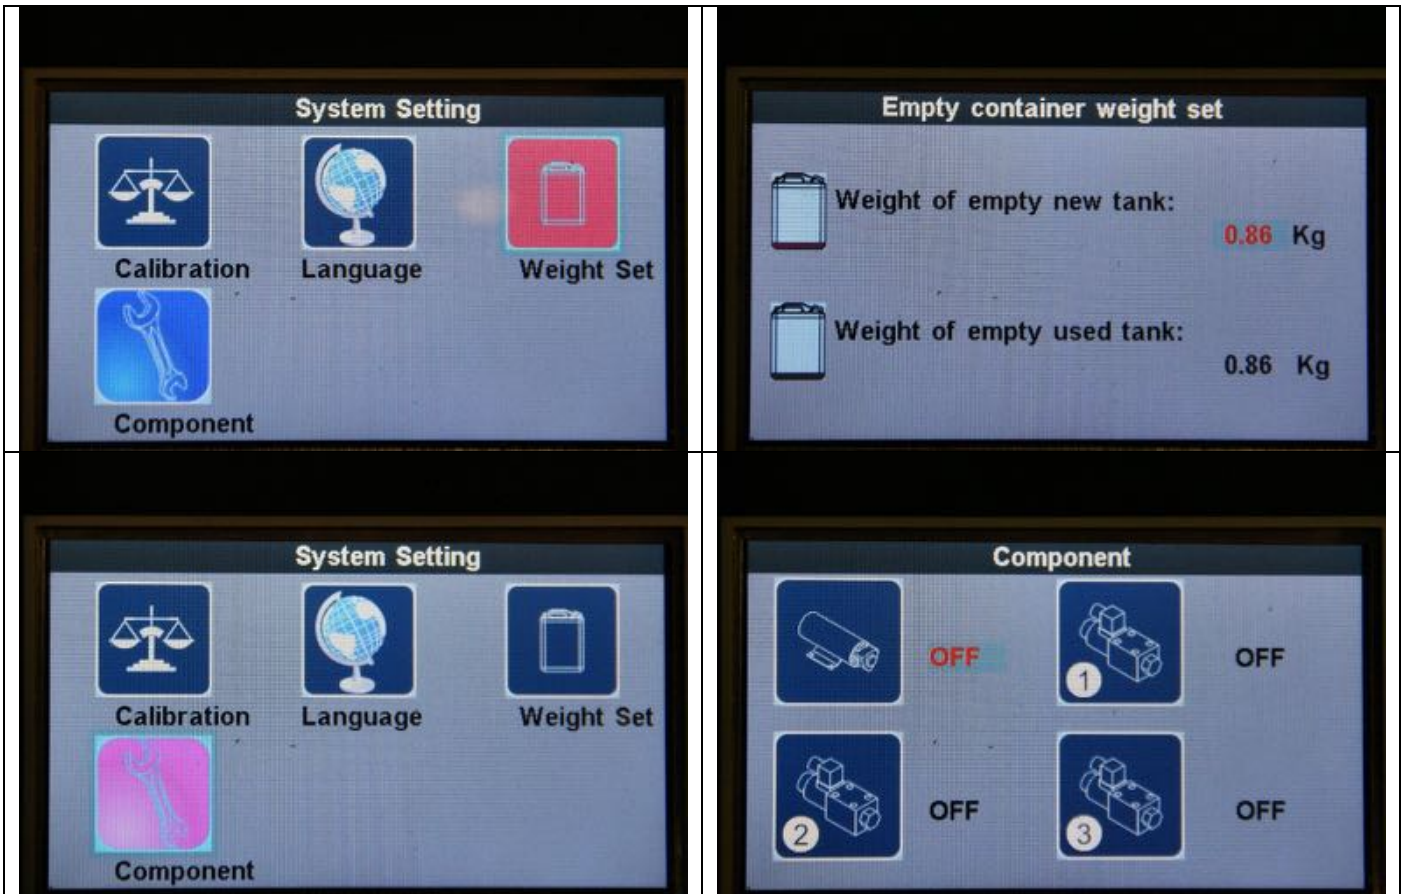 System Setting
Calibration
Language
Weight Set
Component
Empty container weight set
Weight of empty new tank:
0.86 Kg
Weight of empty used tank:
0.86 Kg
System Setting
Calibration
Language
Weight Set
Component
Component
OFF
1
OFF
2
OFF
3
OFF